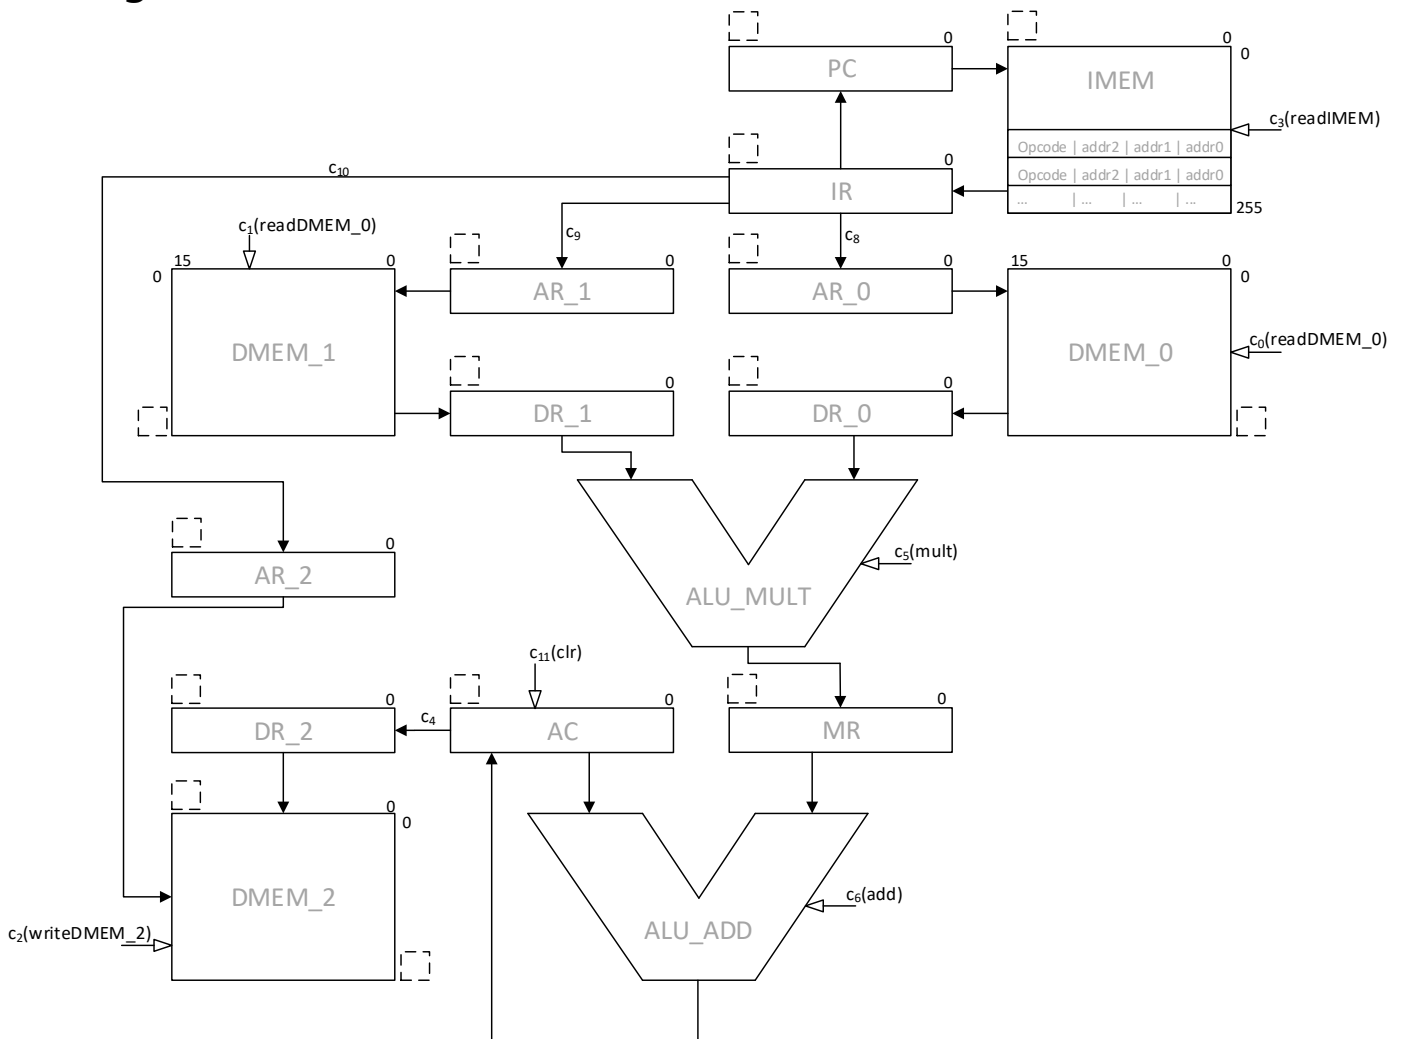 0 0
PC 0
IMEM
c3(readIMEM)
0
Opcode | addr2 | addr1 | addr0
c10
Opcode | addr2 | addr1 | addr0
IR
... | ... | ... | ...
255
c1(readDMEM_0)
c9 c8
15 0 0 0 15 0
0 0
AR_1 AR_0
DMEM_1 DMEM_0
c0(readDMEM_0)
0 0
DR_1 DR_0
0
c5(mult)
AR_2
ALU_MULT
c11(clr)
0 0 0
DR_2 c4 AC MR
0
0
DMEM_2
c6(add)
c2(writeDMEM_2)
ALU_ADD